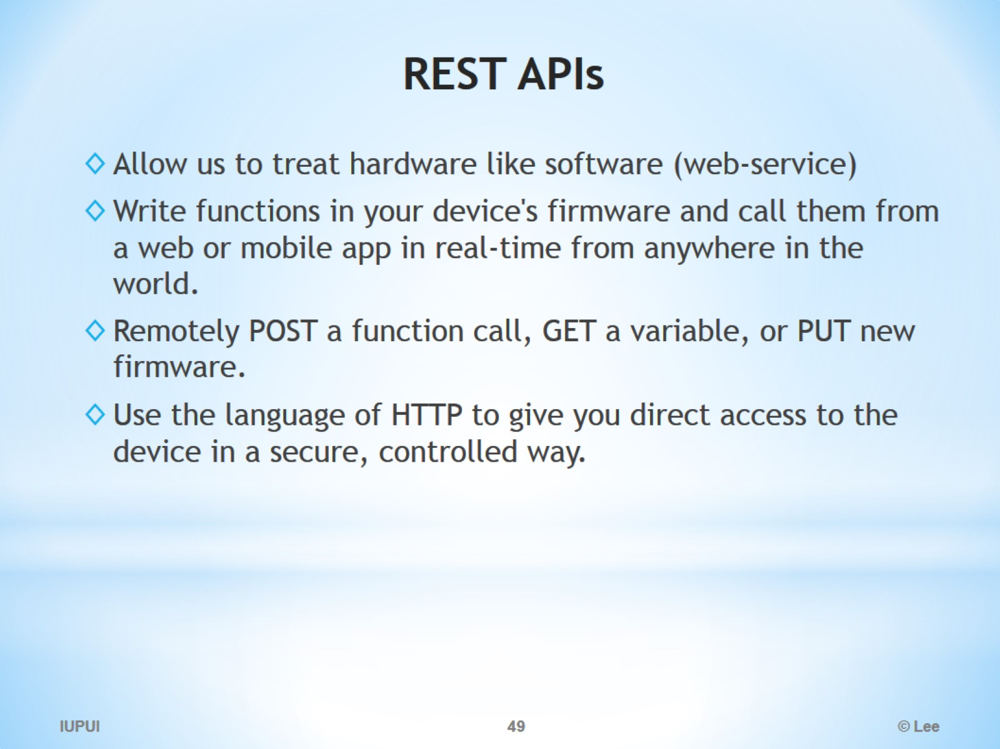 REST APIs
Allow us to treat hardware like software (web-service)
Write functions in your device's firmware and call them from
a web or mobile app in real-time from anywhere in the
world.
Remotely POST a function call, GET a variable, or PUT new
firmware.
Use the language of HTTP to give you direct access to the
device in a secure, controlled way.
IUPUI
49
© Lee